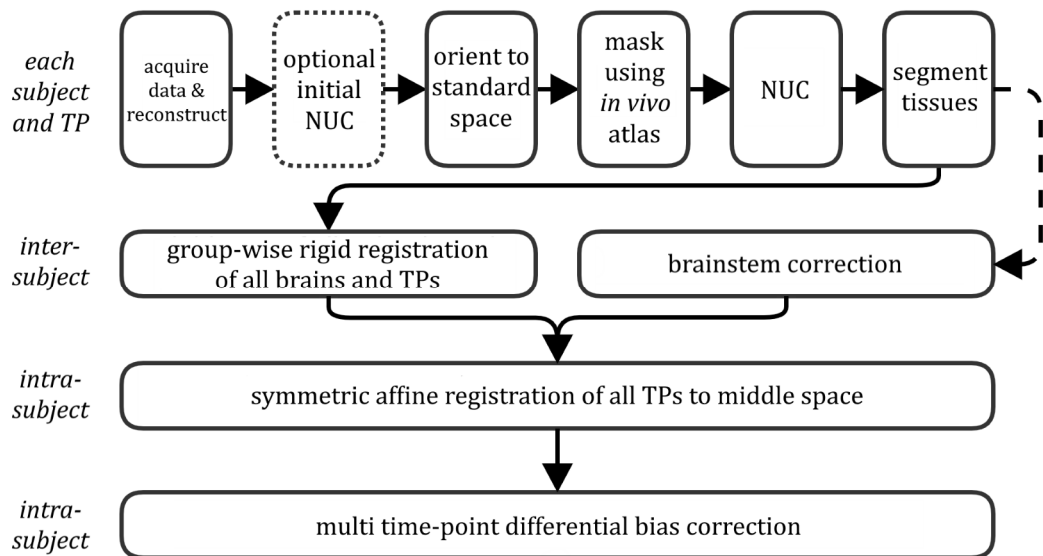 each
subject
and TP
acquire
data &
reconstruct
optional
initial
NUC
orient to
standard
space
mask
using
in vivo
atlas
NUC
segment
tissues
inter-
subject
group-wise rigid registration
of all brains and TPs
brainstem correction
intra-
subject
symmetric affine registration of all TPs to middle space
intra-
subject
multi time-point differential bias correction